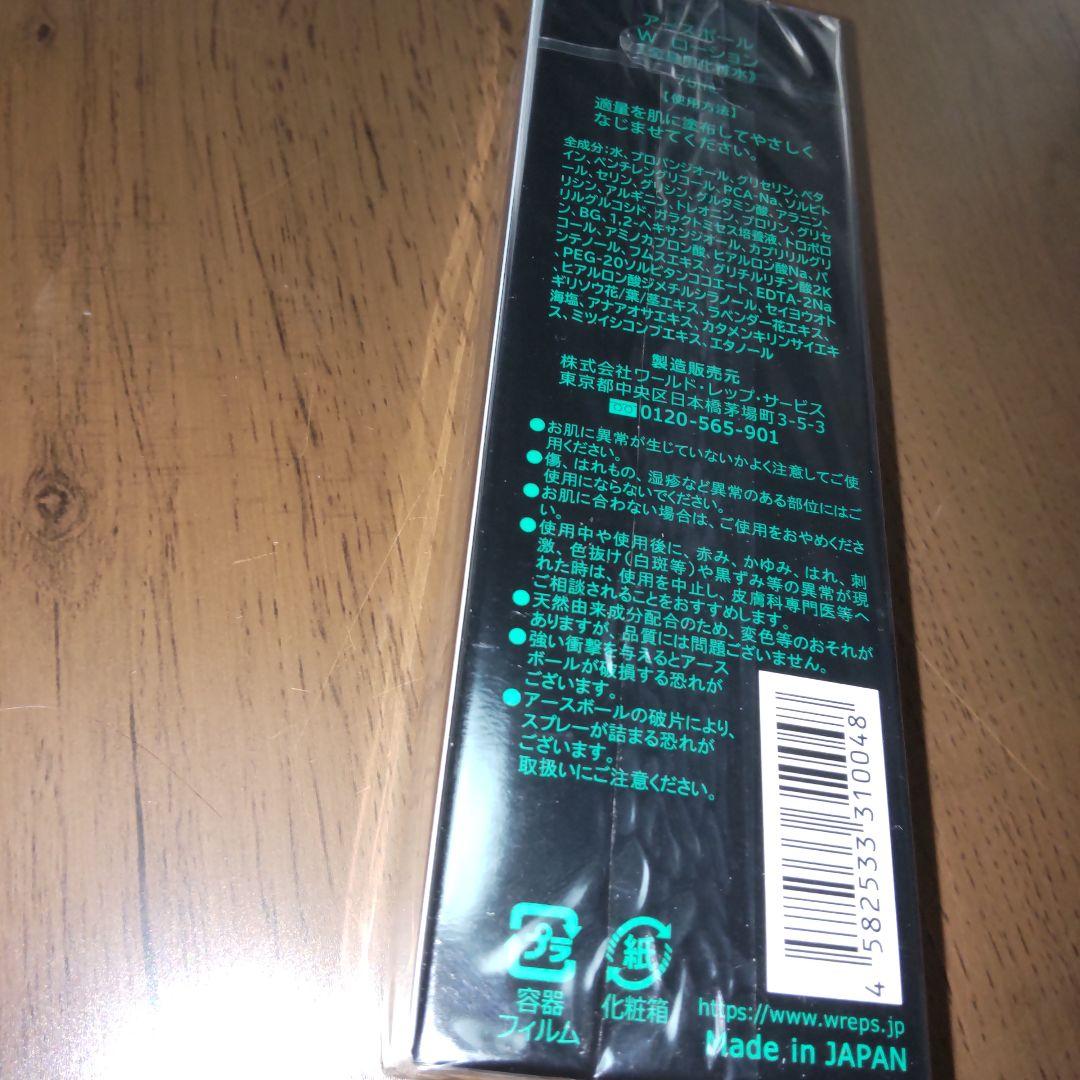 アースボール
W ローション
化粧水》
【使用方法】
適量を肌に塗布してやさしく
なじませてください。
全成分：水、プロパンジオール、グリセリン、ベタ
イン、ペンチレングリコール、PCA-Na、ソルビト
ール、セリン、グリシン、グルタミン酸、アラニン、
リシン、アルギニン、トレオニン、プロリン、グリセ
リルグルコシド、ガラクトミセス培養液、トロポロ
ン、BG、1,2-ヘキサンジオール、カプリリルグリ
コール、アミノカプロン酸、ヒアルロン酸Na、パ
ンテノール、フムスエキス、グリチルリチン酸2K
、PEG-20ソルビタンココエート、EDTA-2Na
、ヒアルロン酸ジメチルシラノール、セイヨウオト
ギリソウ花/葉/茎エキス、ラベンダー花エキス、
海塩、アナアオサエキス、カタメンキリンサイエキ
ス、ミツイシコンブエキス、エタノール
製造販売元
株式会社ワールド・レップ・サービス
東京都中央区日本橋茅場町3-5-3
0120-565-901
●お肌に異常が生じていないかよく注意してご使
用ください。
●傷、はれもの、湿疹など異常のある部位にはご
使用にならないでください。
●お肌に合わない場合は、ご使用をおやめくださ
い。
●使用中や使用後に、赤み、かゆみ、はれ、刺
激、色抜け(白斑等)や黒ずみ等の異常が現
れた時は、使用を中止し、皮膚科専門医等へ
ご相談されることをおすすめします。
●天然由来成分配合のため、変色等のおそれが
ありますが、品質には問題ございません。
●強い衝撃を与えるとアース
ボールが破損する恐れが
ございます。
●アースボールの破片により、
スプレーが詰まる恐れが
ございます。
取扱いにご注意ください。
4 582533 310048
プラ
容器
フィルム
紙
化粧箱
https://www.wreps.jp
Made in JAPAN